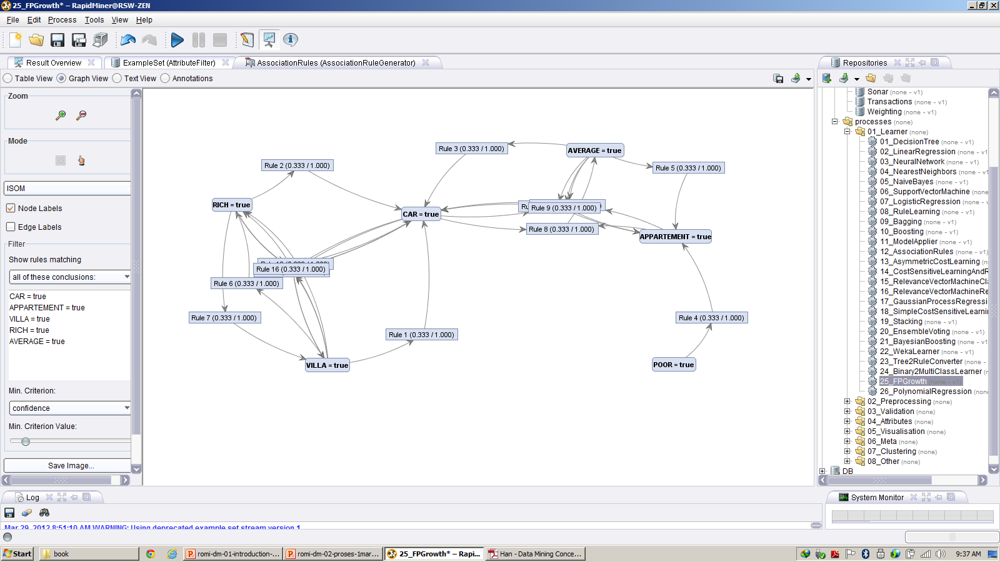 25_FPGrowth* – RapidMiner@RSW-ZEN
File Edit Process Tools View Help
Result Overview
ExampleSet (AttributeFilter)
AssociationRules (AssociationRuleGenerator)
Table View Graph View Text View Annotations
Zoom
Mode
ISOM
Node Labels
Edge Labels
Filter
Show rules matching
all of these conclusions:
CAR = true
APPARTEMENT = true
VILLA = true
RICH = true
AVERAGE = true
Min. Criterion:
confidence
Min. Criterion Value:
Save Image...
Rule 3 (0.333 / 1.000)
AVERAGE = true
Rule 2 (0.333 / 1.000)
Rule 5 (0.333 / 1.000)
RICH = true
CAR = true
Rule 9 (0.333 / 1.000)
Rule 8 (0.333 / 1.000)
APPARTEMENT = true
Rule 16 (0.333 / 1.000)
Rule 6 (0.333 / 1.000)
Rule 7 (0.333 / 1.000)
Rule 4 (0.333 / 1.000)
Rule 1 (0.333 / 1.000)
VILLA = true
POOR = true
Repositories
Sonar (none - v1)
Transactions (none - v1)
Weighting (none - v1)
processes (none)
01_Learner (none)
01_DecisionTree (none - v1)
02_LinearRegression (none - v1)
03_NeuralNetwork (none - v1)
04_NearestNeighbors (none - v1)
05_NaiveBayes (none - v1)
06_SupportVectorMachine (none - v1)
07_LogisticRegression (none - v1)
08_RuleLearning (none - v1)
09_Bagging (none - v1)
10_Boosting (none - v1)
11_ModelApplier (none - v1)
12_AssociationRules (none - v1)
13_AsymmetricCostLearning (none - v1)
14_CostSensitiveLearningAndR
15_RelevanceVectorMachineCla
16_RelevanceVectorMachineRe
17_GaussianProcessRegressi
18_SimpleCostSensitiveLearnin
19_Stacking (none - v1)
20_EnsembleVoting (none - v1)
21_BayesianBoosting (none - v1)
22_WekaLearner (none - v1)
23_Tree2RuleConverter (none - v1)
24_Binary2MultiClassLearner (n
25_FPGrowth (none - v1)
26_PolynomialRegression (none
02_Preprocessing (none)
03_Validation (none)
04_Attributes (none)
05_Visualisation (none)
06_Meta (none)
07_Clustering (none)
08_Other (none)
DB
Log
Mar 29, 2012 8:51:10 AM WARNING: Using deprecated example set stream version 1
System Monitor
Start
book
romi-dm-01-introduction-...
romi-dm-02-proses-1mar...
25_FPGrowth* – Rapi...
Han - Data Mining Conce...
9:37 AM